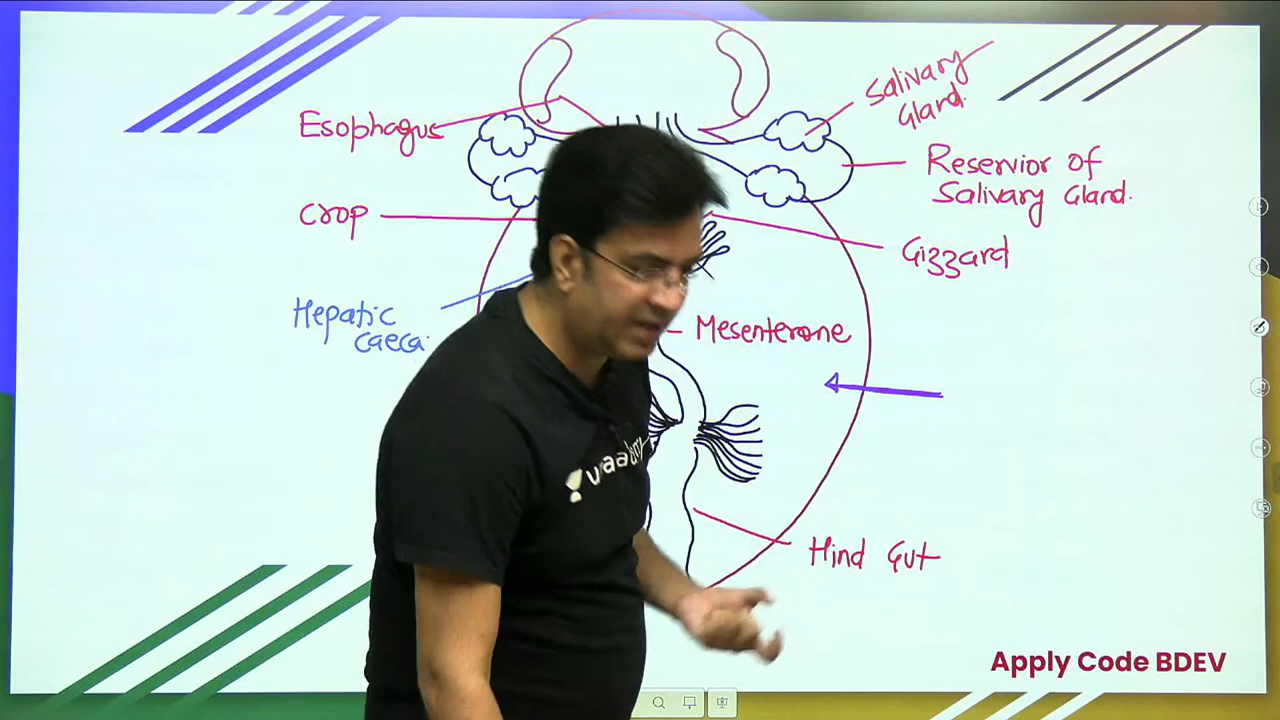 Esophagus
Salivary
Gland.
Reservior of
Salivary Gland.
Crop
Gizzard
Hepatic
caeca.
Mesenterone
Hind Gut
Apply Code BDEV